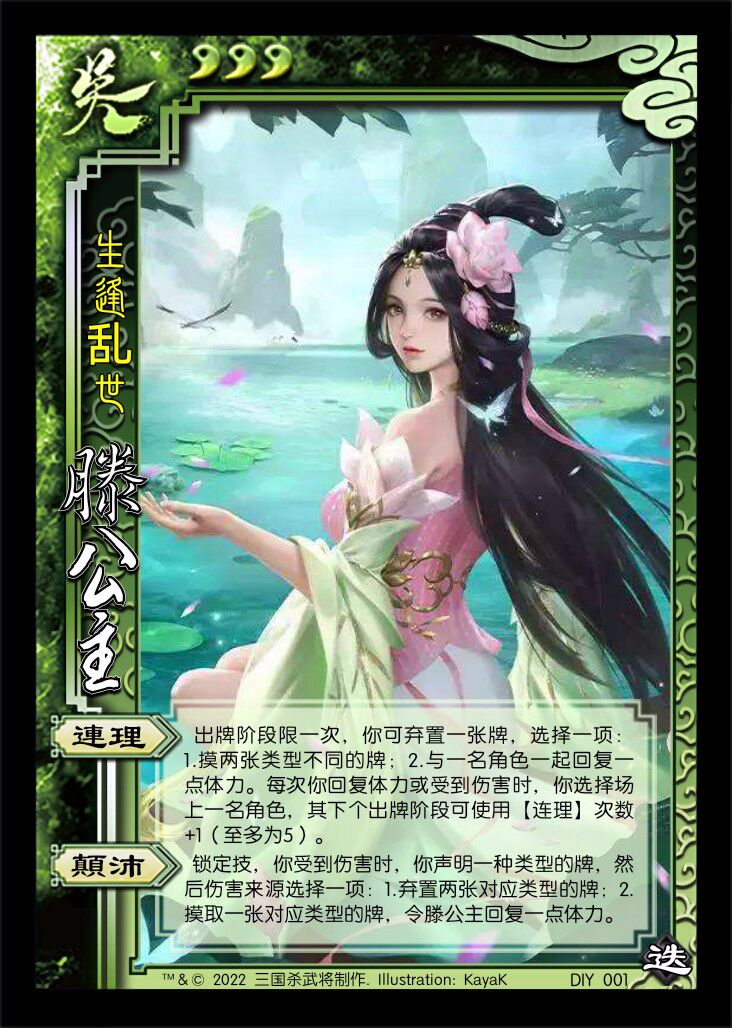 吴
生逢乱世
滕公主
連理
出牌阶段限一次，你可弃置一张牌，选择一项：
1.摸两张类型不同的牌；2.与一名角色一起回复一
点体力。每次你回复体力或受到伤害时，你选择场
上一名角色，其下个出牌阶段可使用【连理】次数
+1（至多为5）。
顛沛
锁定技，你受到伤害时，你声明一种类型的牌，然
后伤害来源选择一项：1.弃置两张对应类型的牌；2.
摸取一张对应类型的牌，令滕公主回复一点体力。
迭
™&© 2022 三国杀武将制作. Illustration: KayaK DIY 001